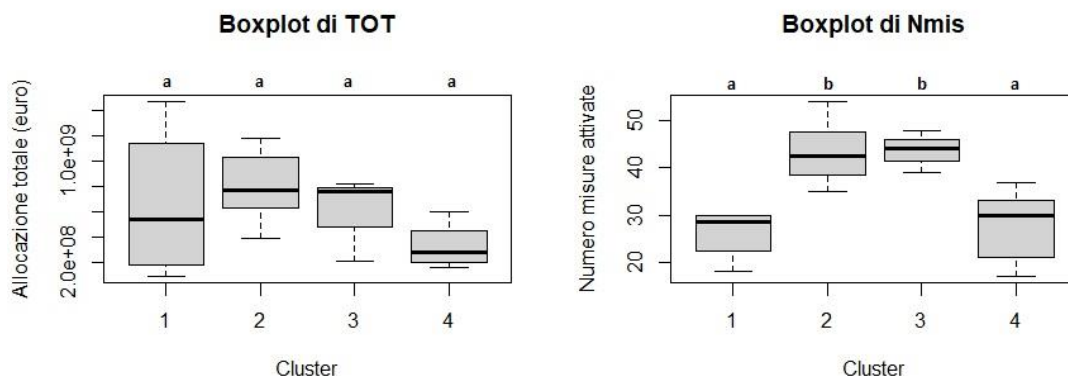 Boxplot di TOT
a a a a
Allocazione totale (euro)
1.0e+09
2.0e+08
1 2 3 4
Cluster
Boxplot di Nmis
a b b a
Numero misure attivate
50
40
30
20
1 2 3 4
Cluster